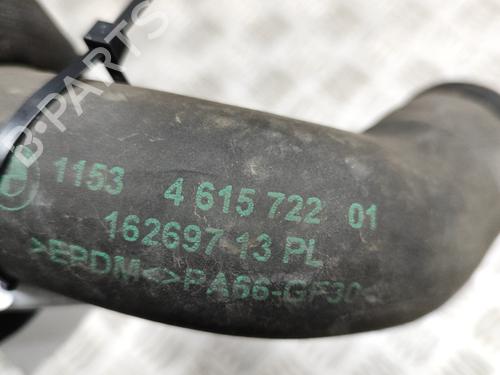 B-PARTS
1153 4 615 722 01
162697 13 PL
>EPDM<>PA66-GF30<